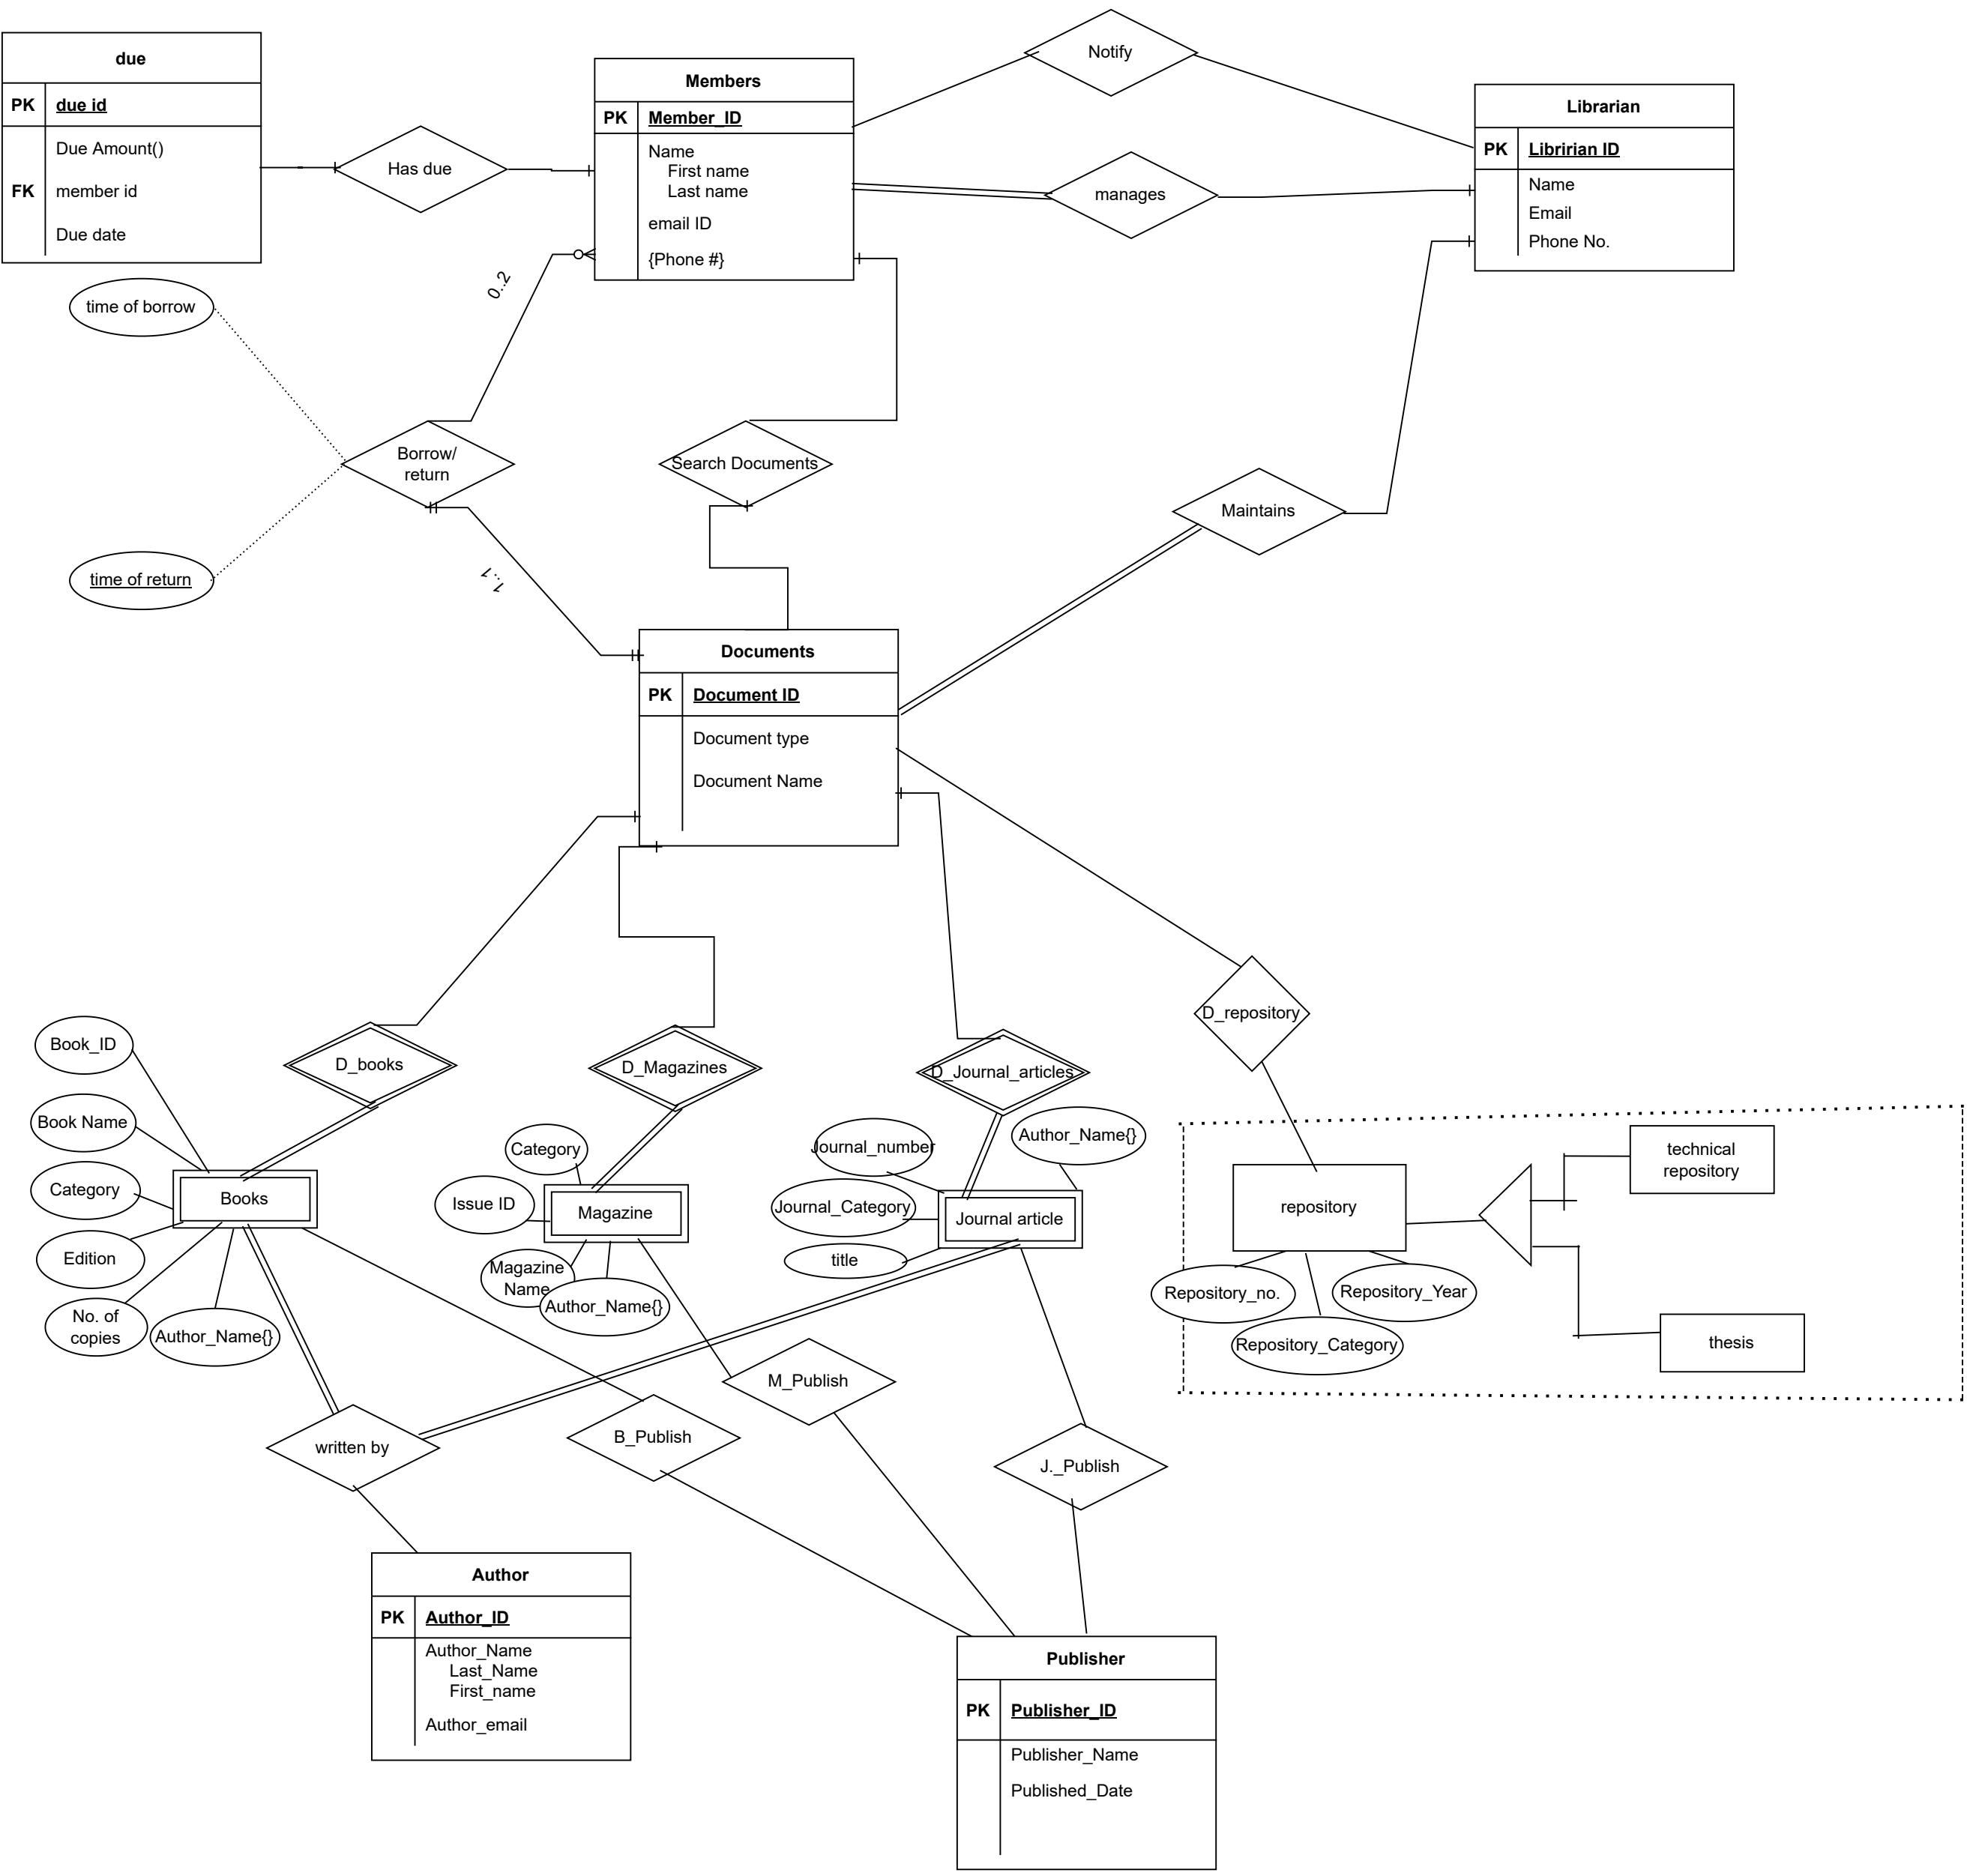 due
PK due id
Due Amount()
FK member id
Due date
Has due
Members
PK Member_ID
Name
First name
Last name
email ID
{Phone #}
Notify
manages
Librarian
PK Libririan ID
Name
Email
Phone No.
time of borrow
0..2
Borrow/
return
Search Documents
Maintains
time of return
1..1
Documents
PK Document ID
Document type
Document Name
D_books
D_Magazines
D_Journal_articles
D_repository
Book_ID
Book Name
Category
Edition
No. of
copies
Author_Name{}
Books
Category
Issue ID
Magazine
Name
Author_Name{}
Magazine
Journal_number
Author_Name{}
Journal_Category
title
Journal article
repository
Repository_no.
Repository_Category
Repository_Year
technical
repository
thesis
written by
B_Publish
M_Publish
J._Publish
Author
PK Author_ID
Author_Name
Last_Name
First_name
Author_email
Publisher
PK Publisher_ID
Publisher_Name
Published_Date